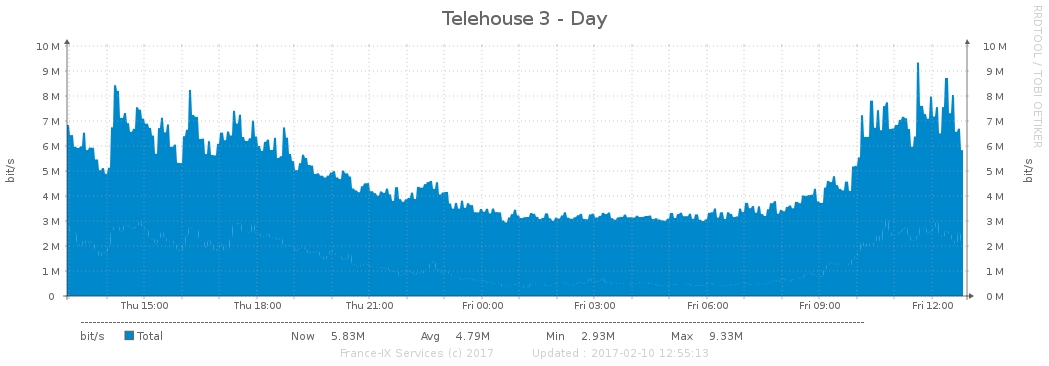 Telehouse 3 - Day
RRDTOOL / TOBI OETIKER
10 M 10 M
9 M 9 M
8 M 8 M
7 M 7 M
6 M 6 M
5 M 5 M
4 M 4 M
3 M 3 M
2 M 2 M
1 M 1 M
0 0 M
bit/s
bit/s
Thu 15:00 Thu 18:00 Thu 21:00 Fri 00:00 Fri 03:00 Fri 06:00 Fri 09:00 Fri 12:00
bit/s Total Now 5.83M Avg 4.79M Min 2.93M Max 9.33M
France-IX Services (c) 2017 Updated : 2017-02-10 12:55:13